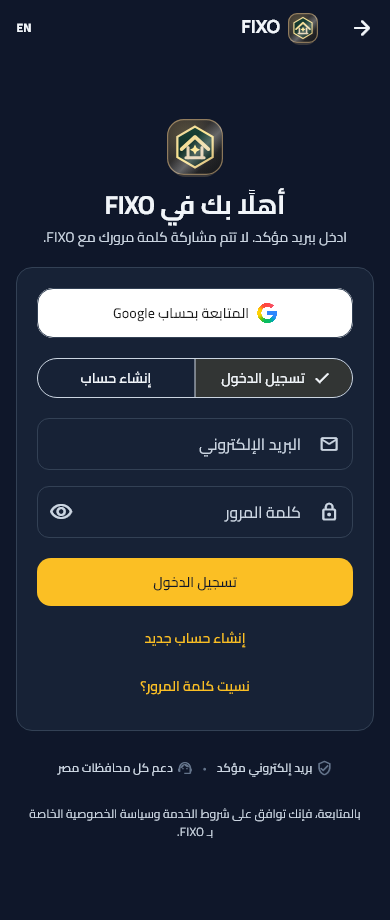 FIXO
EN
أهلًا بك في FIXO
ادخل ببريد مؤكد. لا تتم مشاركة كلمة مرورك مع FIXO.
المتابعة بحساب Google
تسجيل الدخول
إنشاء حساب
البريد الإلكتروني
كلمة المرور
تسجيل الدخول
إنشاء حساب جديد
نسيت كلمة المرور؟
بريد إلكتروني مؤكد • دعم كل محافظات مصر
بالمتابعة، فإنك توافق على شروط الخدمة وسياسة الخصوصية الخاصة
بـ FIXO.